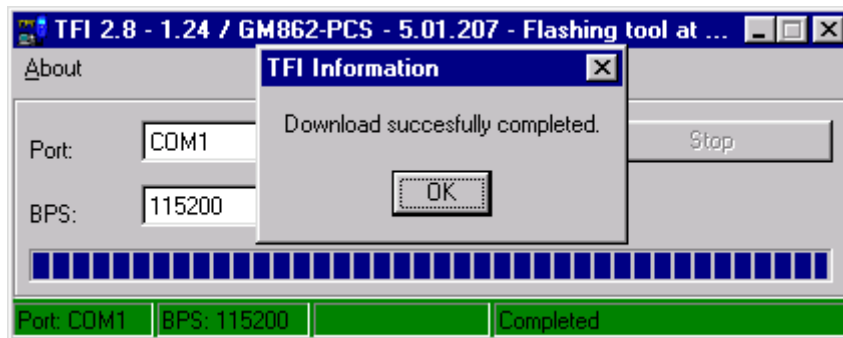 TFI 2.8 - 1.24 / GM862-PCS - 5.01.207 - Flashing tool at ...
About
TFI Information
Download succesfully completed.
OK
Port:
COM1
Stop
BPS:
115200
Port: COM1
BPS: 115200
Completed